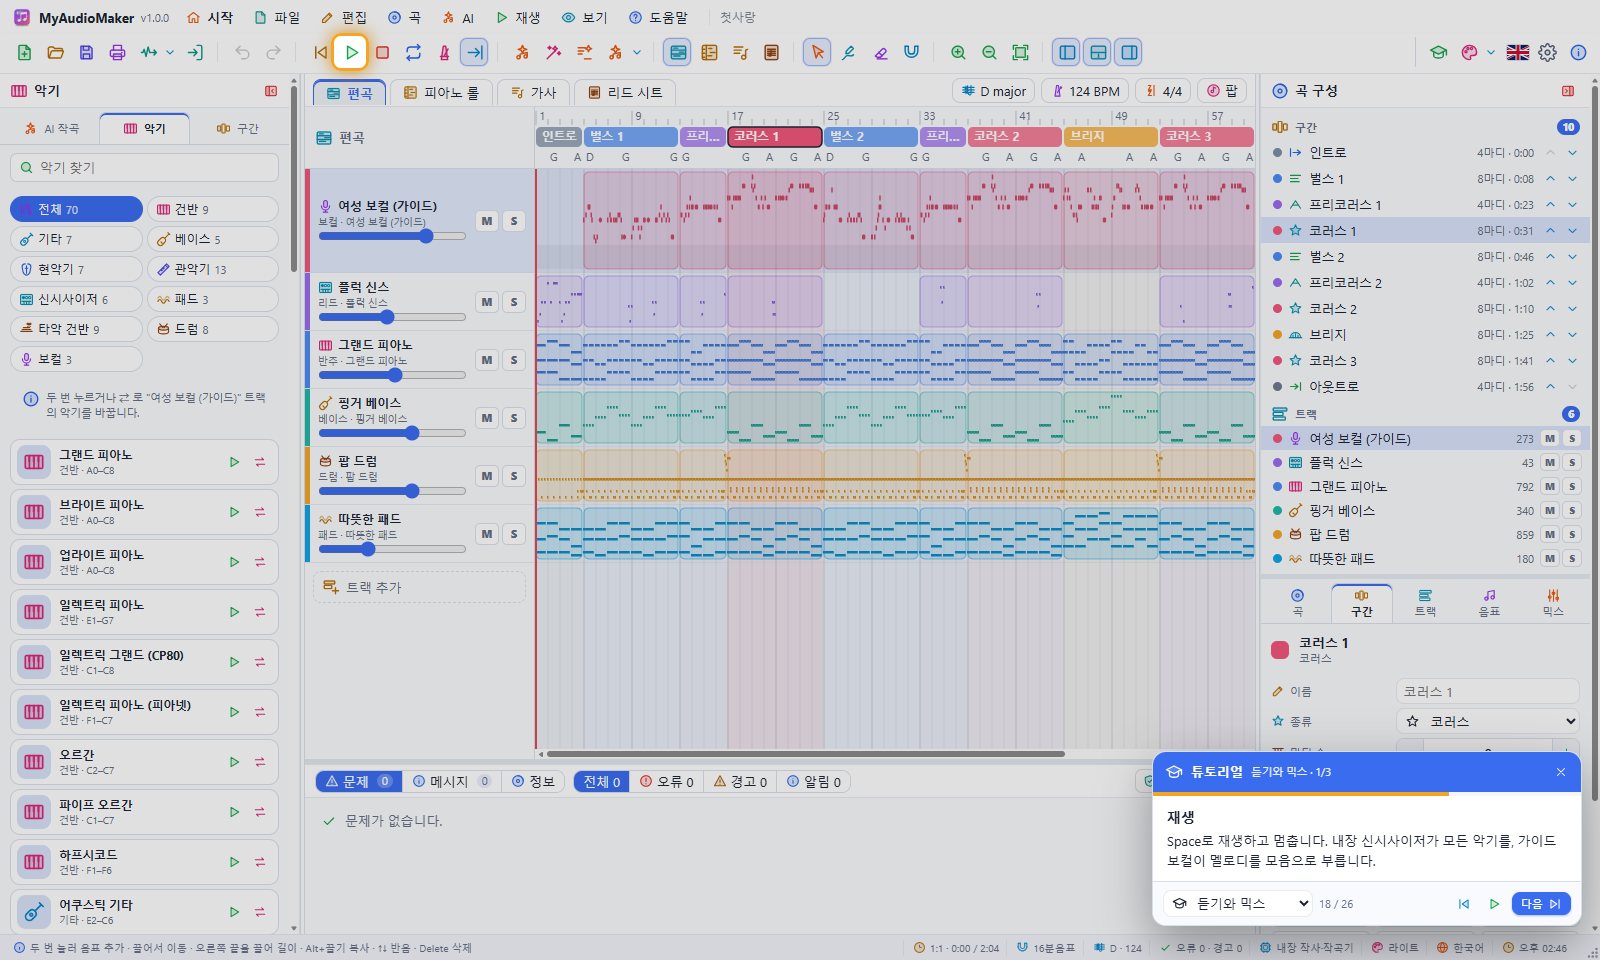 MyAudioMaker v1.0.0 시작 파일 편집 곡 AI 재생 보기 도움말 첫사랑
악기
AI 작곡 악기 구간
악기 찾기
전체 70 건반 9
기타 7 베이스 5
현악기 7 관악기 13
신시사이저 6 패드 3
타악 건반 9 드럼 8
보컬 3
두 번 누르거나 ⇄ 로 "여성 보컬 (가이드)" 트랙
의 악기를 바꿉니다.
그랜드 피아노
건반 · A0–C8
브라이트 피아노
건반 · A0–C8
업라이트 피아노
건반 · A0–C8
일렉트릭 피아노
건반 · E1–G7
일렉트릭 그랜드 (CP80)
건반 · C1–C8
일렉트릭 피아노 (피아넷)
건반 · F1–C7
오르간
건반 · C2–C7
파이프 오르간
건반 · C1–C7
하프시코드
건반 · F1–F6
어쿠스틱 기타
기타 · E2–C6
편곡 피아노 롤 가사 리드 시트 D major 124 BPM 4/4 팝
편곡
1 9 17 25 33 41 49 57
인트로 벌스 1 프리... 코러스 1 벌스 2 프리... 코러스 2 브리지 코러스 3
G A D G G G G A G A D G G G G A G A A A A G A G A
여성 보컬 (가이드)
보컬 · 여성 보컬 (가이드)
M S
플럭 신스
리드 · 플럭 신스
M S
그랜드 피아노
반주 · 그랜드 피아노
M S
핑거 베이스
베이스 · 핑거 베이스
M S
팝 드럼
드럼 · 팝 드럼
M S
따뜻한 패드
패드 · 따뜻한 패드
M S
트랙 추가
문제 0 메시지 0 정보 전체 0 오류 0 경고 0 알림 0
문제가 없습니다.
곡 구성
구간 10
인트로 4마디 · 0:00
벌스 1 8마디 · 0:08
프리코러스 1 4마디 · 0:23
코러스 1 8마디 · 0:31
벌스 2 8마디 · 0:46
프리코러스 2 4마디 · 1:02
코러스 2 8마디 · 1:10
브리지 8마디 · 1:25
코러스 3 8마디 · 1:41
아웃트로 4마디 · 1:56
트랙 6
여성 보컬 (가이드) 273 M S
플럭 신스 43 M S
그랜드 피아노 792 M S
핑거 베이스 340 M S
팝 드럼 859 M S
따뜻한 패드 180 M S
곡 구간 트랙 음표 믹스
코러스 1
코러스
이름 코러스 1
종류 코러스
튜토리얼 듣기와 믹스 · 1/3
재생
Space로 재생하고 멈춥니다. 내장 신시사이저가 모든 악기를, 가이드
보컬이 멜로디를 모음으로 부릅니다.
듣기와 믹스 18 / 26 다음
두 번 눌러 음표 추가 · 끌어서 이동 · 오른쪽 끝을 끌어 길이 · Alt+끌기 복사 · ↑↓ 반음 · Delete 삭제
1:1 · 0:00 / 2:04 16분음표 D · 124 오류 0 · 경고 0 내장 작사·작곡기 라이트 한국어 오후 02:46